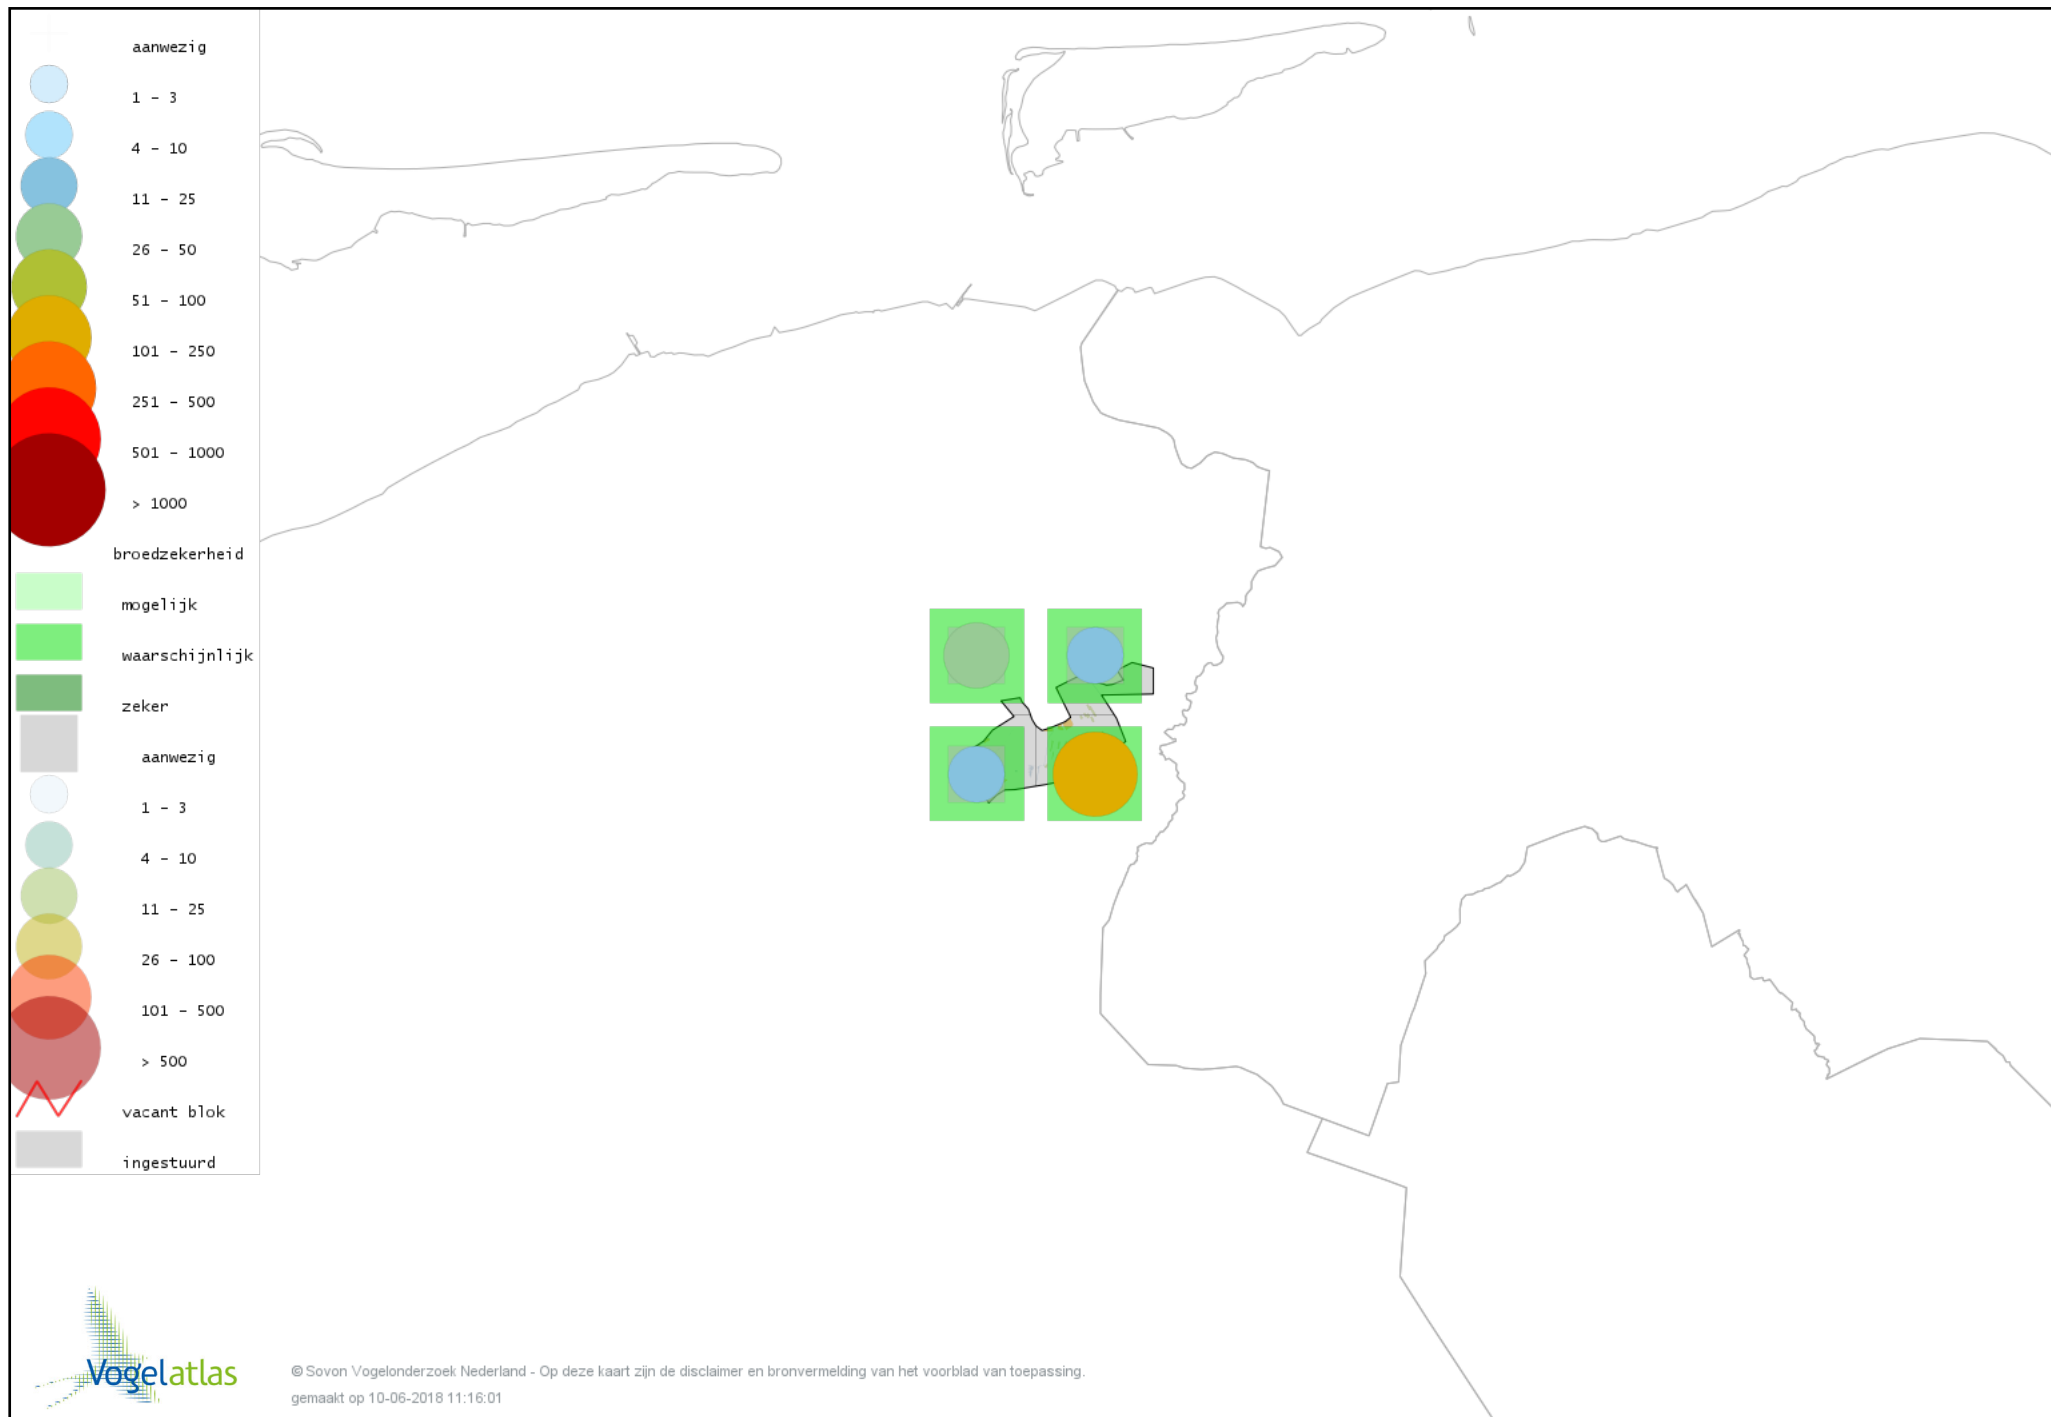 aanwezig
1 - 3
4 - 10
11 - 25
26 - 50
51 - 100
101 - 250
251 - 500
501 - 1000
> 1000
broedzekerheid
mogelijk
waarschijnlijk
zeker
aanwezig
1 - 3
4 - 10
11 - 25
26 - 100
101 - 500
> 500
vacant blok
ingestuurd
Vogelatlas
© Sovon Vogelonderzoek Nederland - Op deze kaart zijn de disclaimer en bronvermelding van het voorblad van toepassing.
gemaakt op 10-06-2018 11:16:01